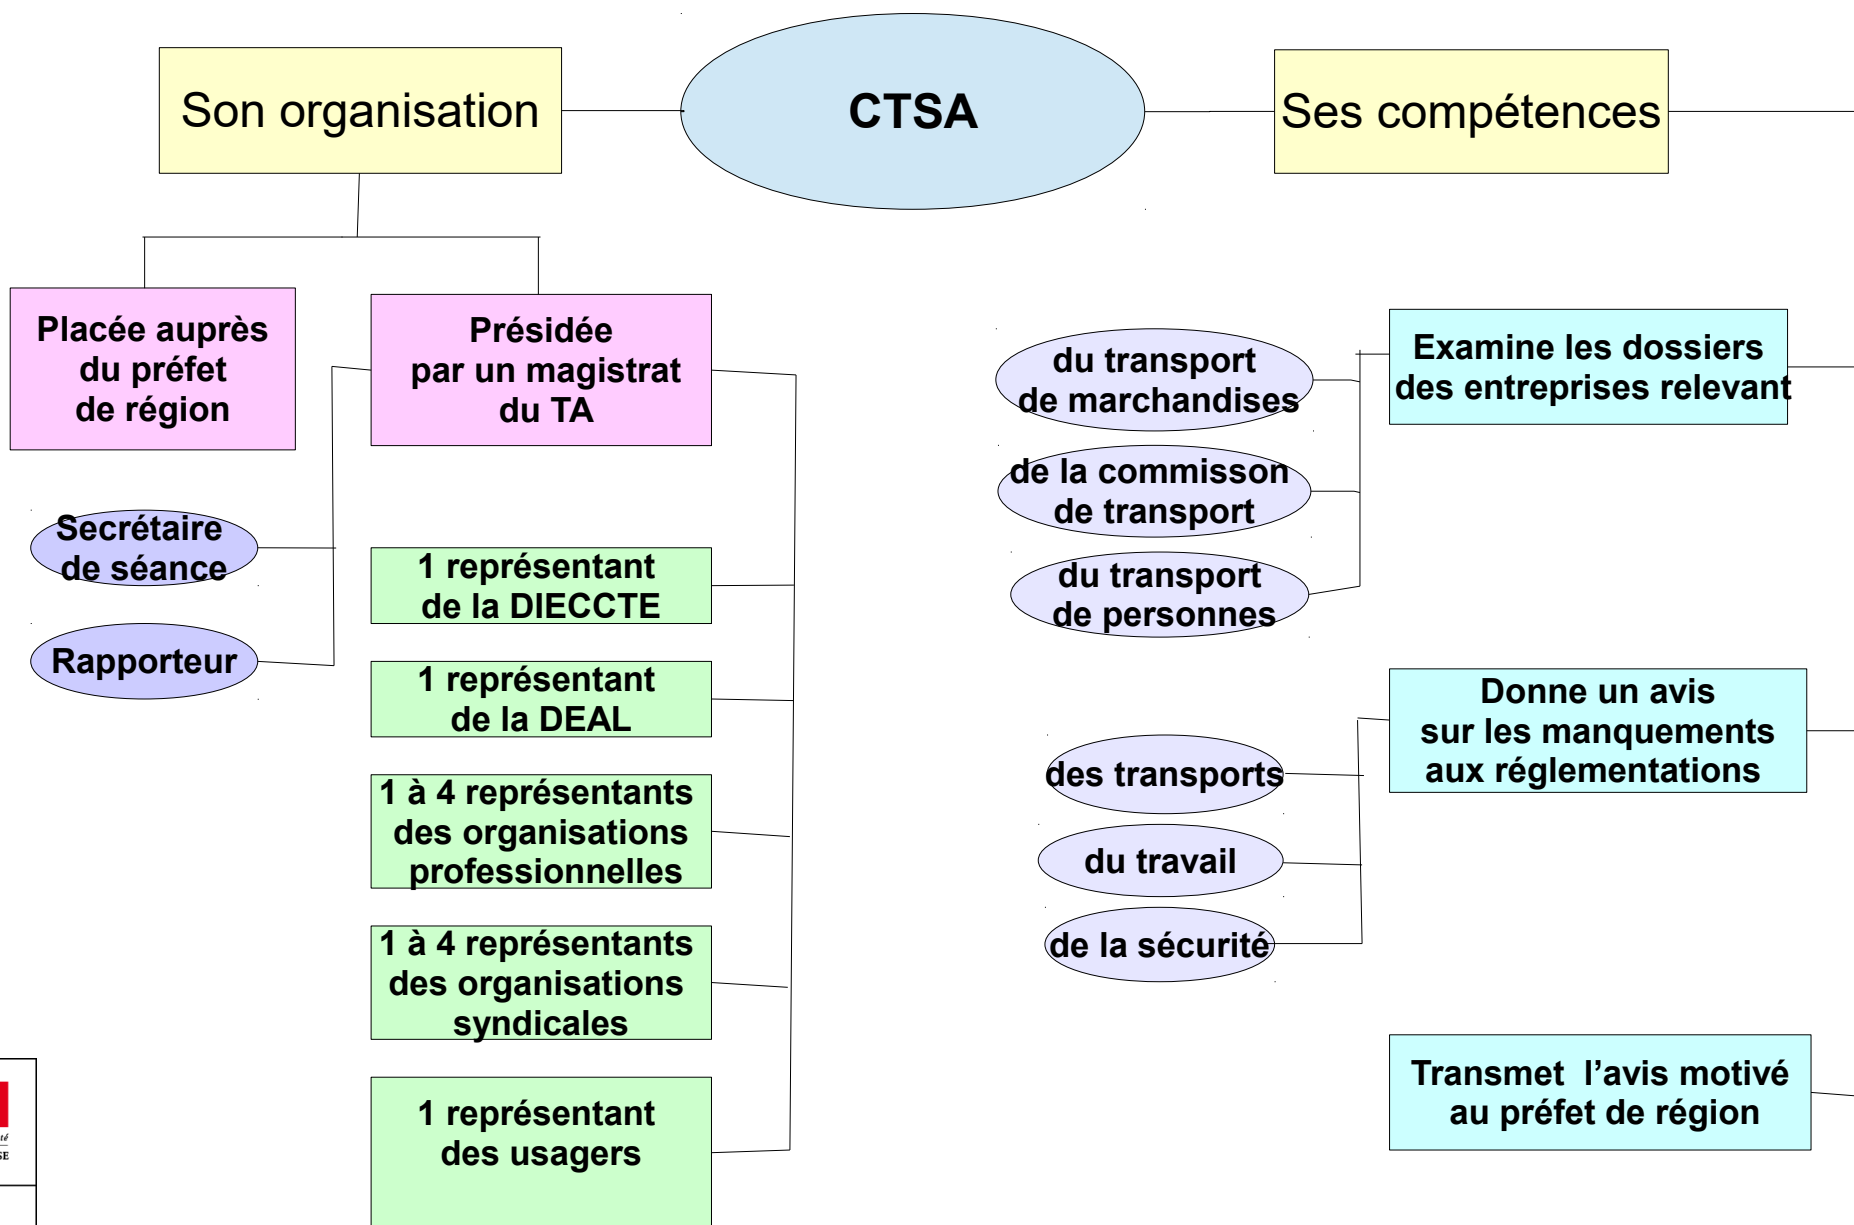 Son organisation
CTSA
Ses compétences
Placée auprès
du préfet
de région
Présidée
par un magistrat
du TA
Secrétaire
de séance
Rapporteur
1 représentant
de la DIECCTE
1 représentant
de la DEAL
1 à 4 représentants
des organisations
professionnelles
1 à 4 représentants
des organisations
syndicales
1 représentant
des usagers
Examine les dossiers
des entreprises relevant
du transport
de marchandises
de la commisson
de transport
du transport
de personnes
Donne un avis
sur les manquements
aux réglementations
des transports
du travail
de la sécurité
Transmet l'avis motivé
au préfet de région
té
SE